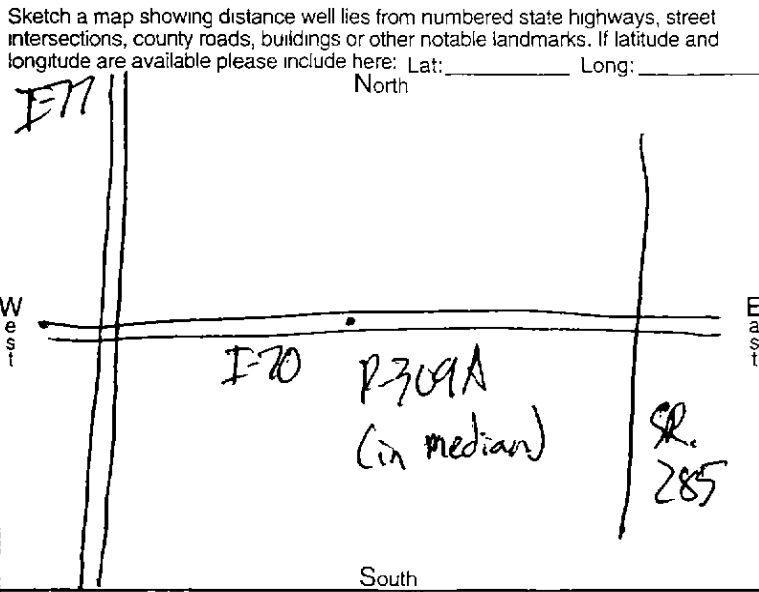 Sketch a map showing distance well lies from numbered state highways, street
intersections, county roads, buildings or other notable landmarks. If latitude and
longitude are available please include here: Lat:__________ Long:__________
North
I-77
West
East
I-70
P-309A
(in median)
SR.
285
South